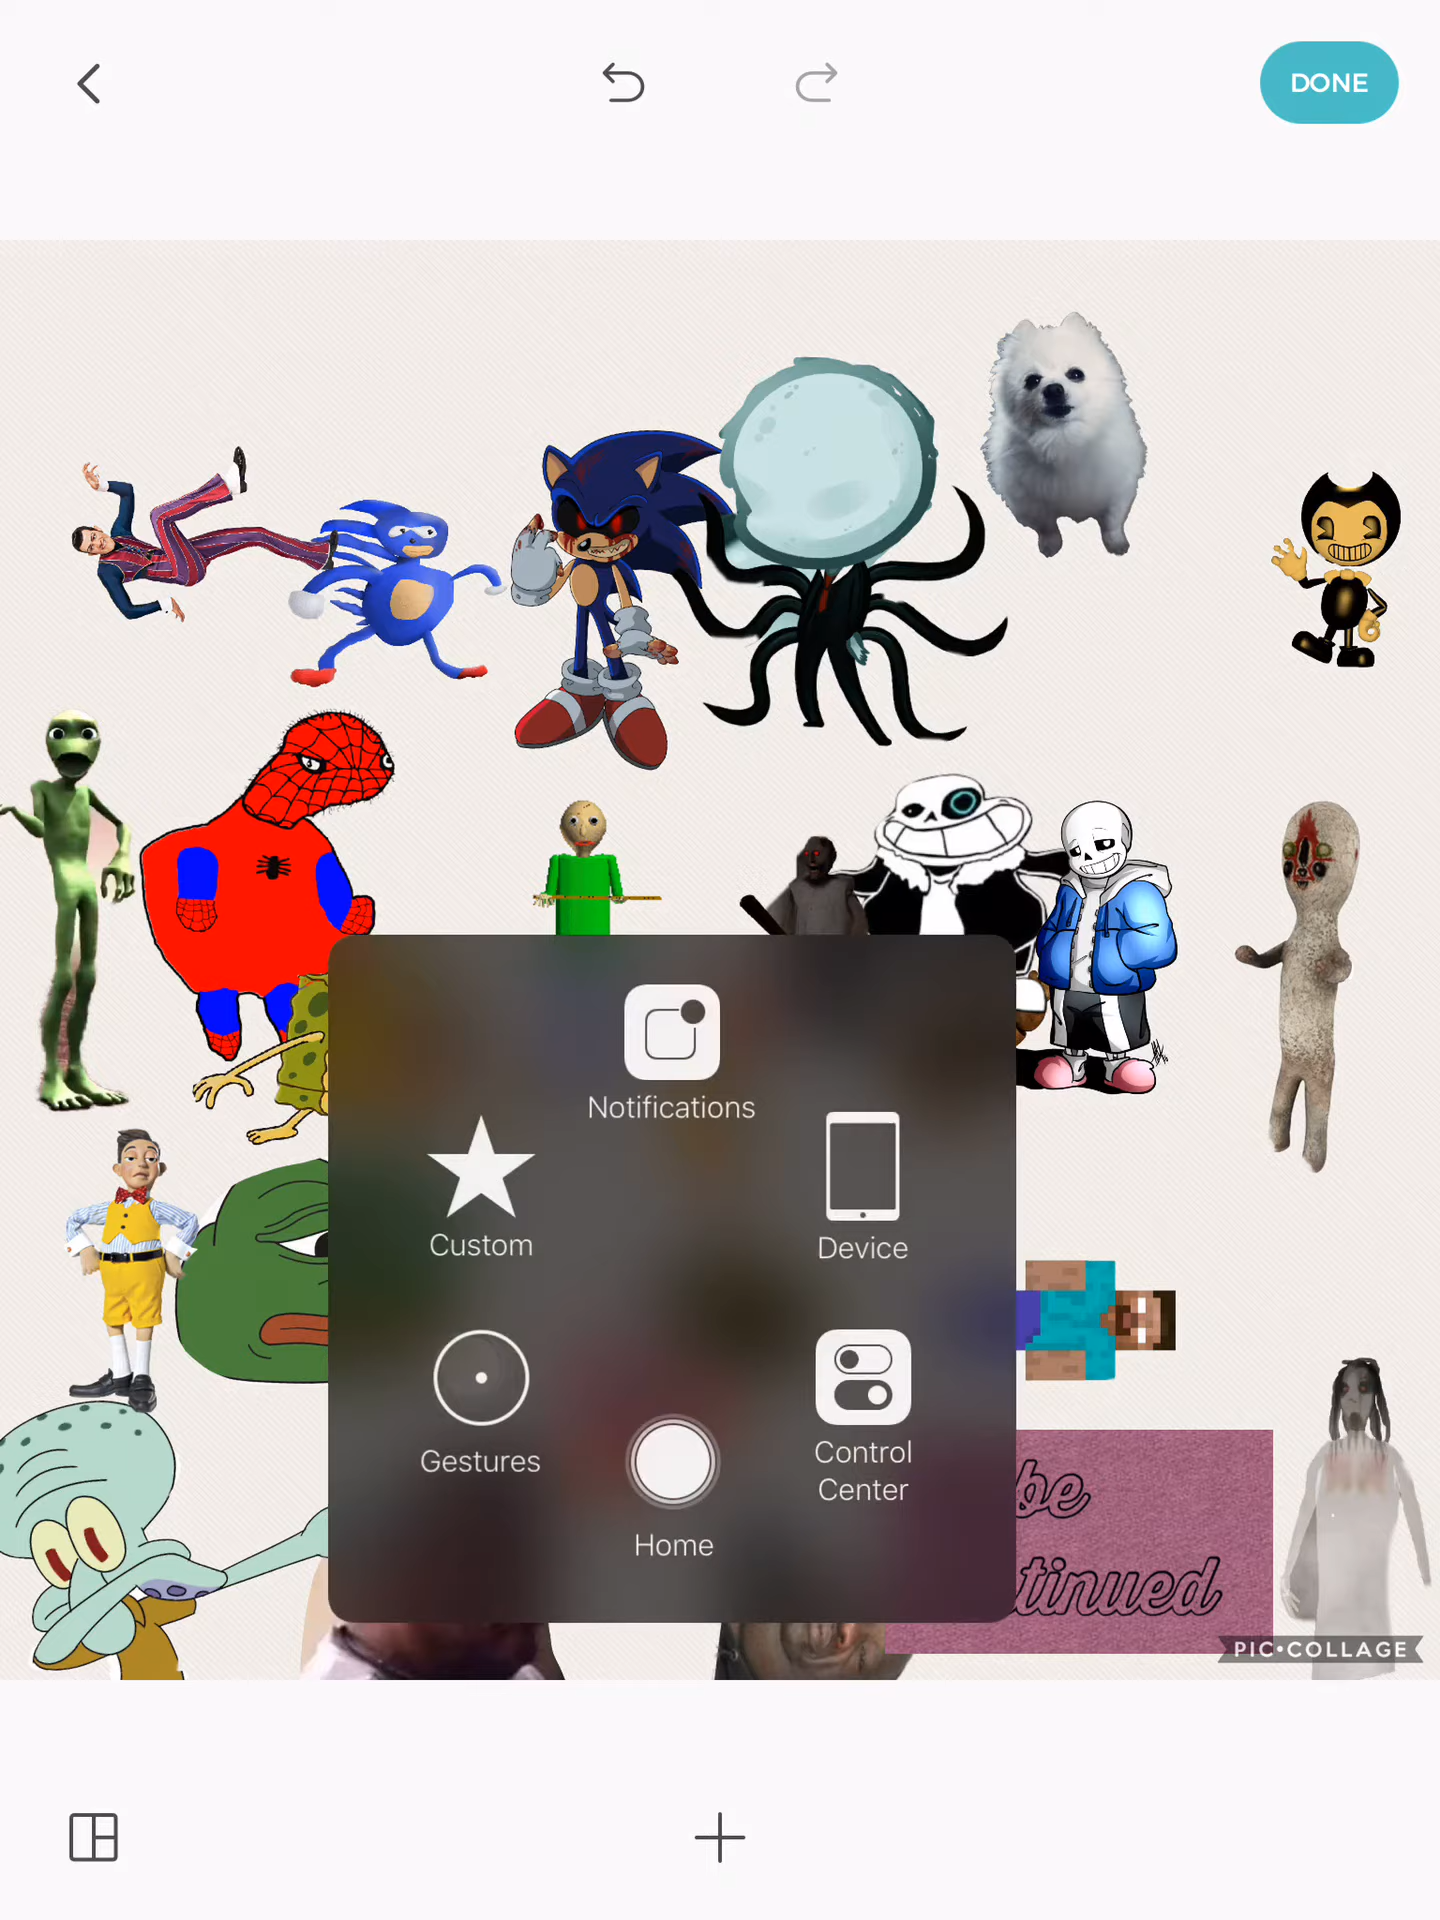 DONE
Notifications
Custom
Device
Gestures
Control
Center
Home
be
tinued
PIC•COLLAGE